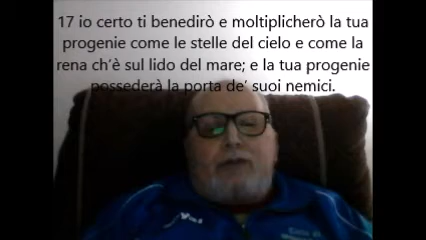 17 io certo ti benedirò e moltiplicherò la tua
progenie come le stelle del cielo e come la
rena ch’è sul lido del mare; e la tua progenie
possederà la porta de’ suoi nemici.